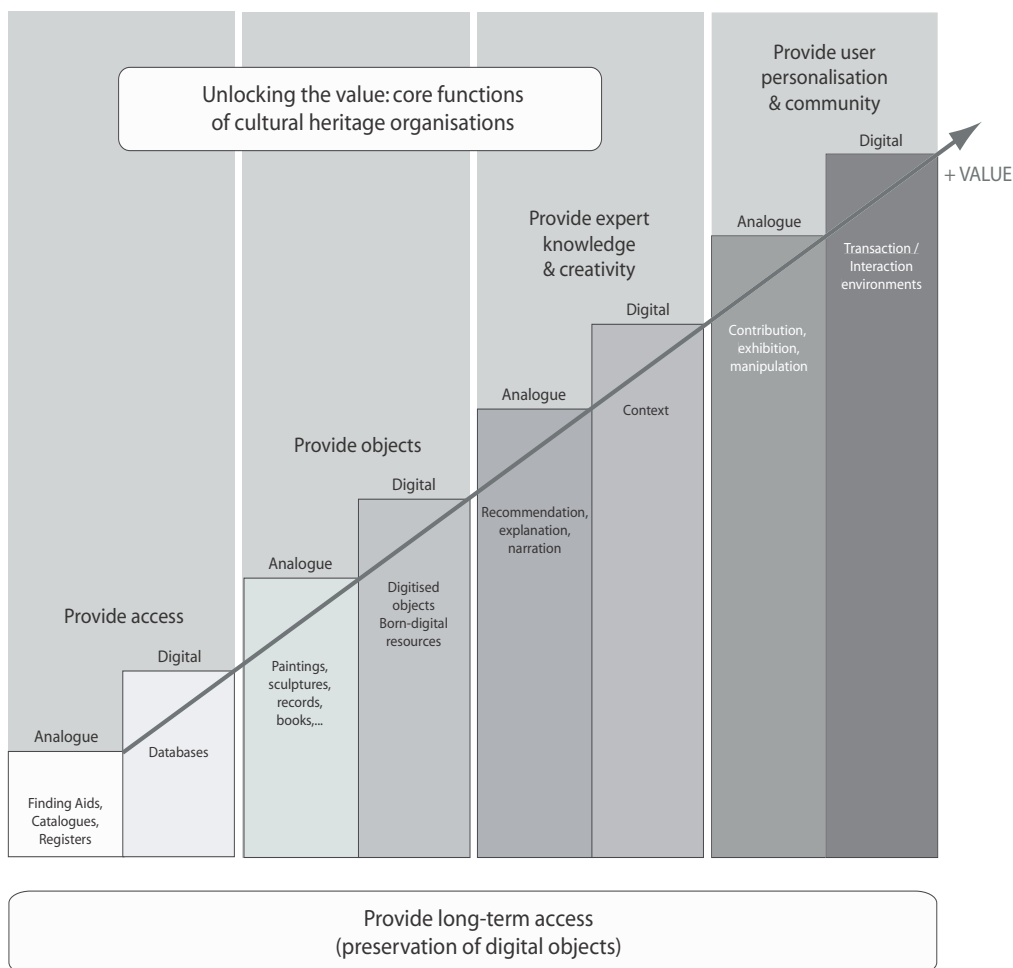 Unlocking the value: core functions
of cultural heritage organisations
Provide access
Analogue
Finding Aids,
Catalogues,
Registers
Digital
Databases
Provide objects
Analogue
Paintings,
sculptures,
records,
books,...
Digital
Digitised
objects
Born-digital
resources
Provide expert
knowledge
& creativity
Analogue
Recommendation,
explanation,
narration
Digital
Context
Provide user
personalisation
& community
Analogue
Contribution,
exhibition,
manipulation
Digital
Transaction /
Interaction
environments
+ VALUE
Provide long-term access
(preservation of digital objects)